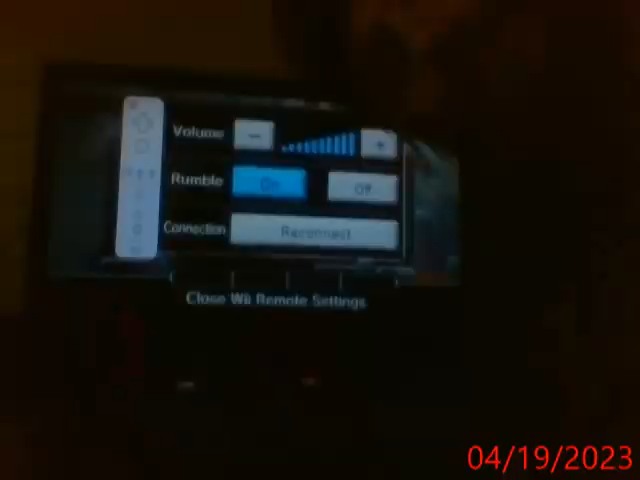 Volume - +
Rumble On Off
Connection Reconnect
Close Wii Remote Settings
04/19/2023